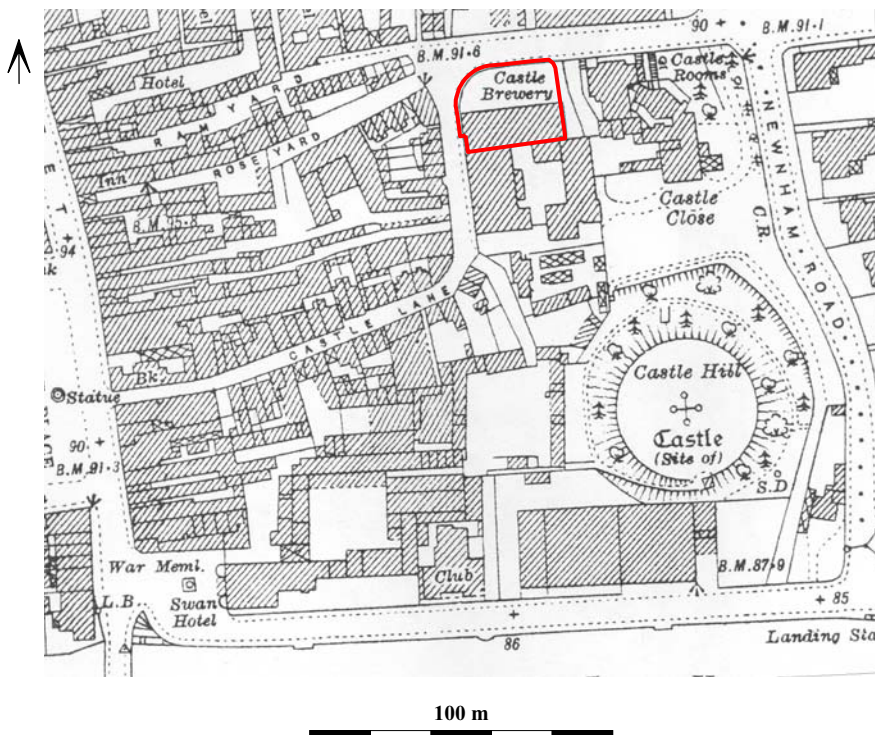 90
B.M. 91·1
B.M. 91·6
Hotel
Castle
Brewery
Castle
Rooms
RAM YARD
ROSE YARD
Inn
NEWNHAM ROAD
Castle
Close
C.R.
94
CASTLE LANE
Castle Hill
Bk.
Statue
Castle
(Site of)
90
B.M. 91·3
S.D
War Meml.
Club
B.M. 87·9
L.B
Swan
Hotel
85
86
Landing Sta
100 m